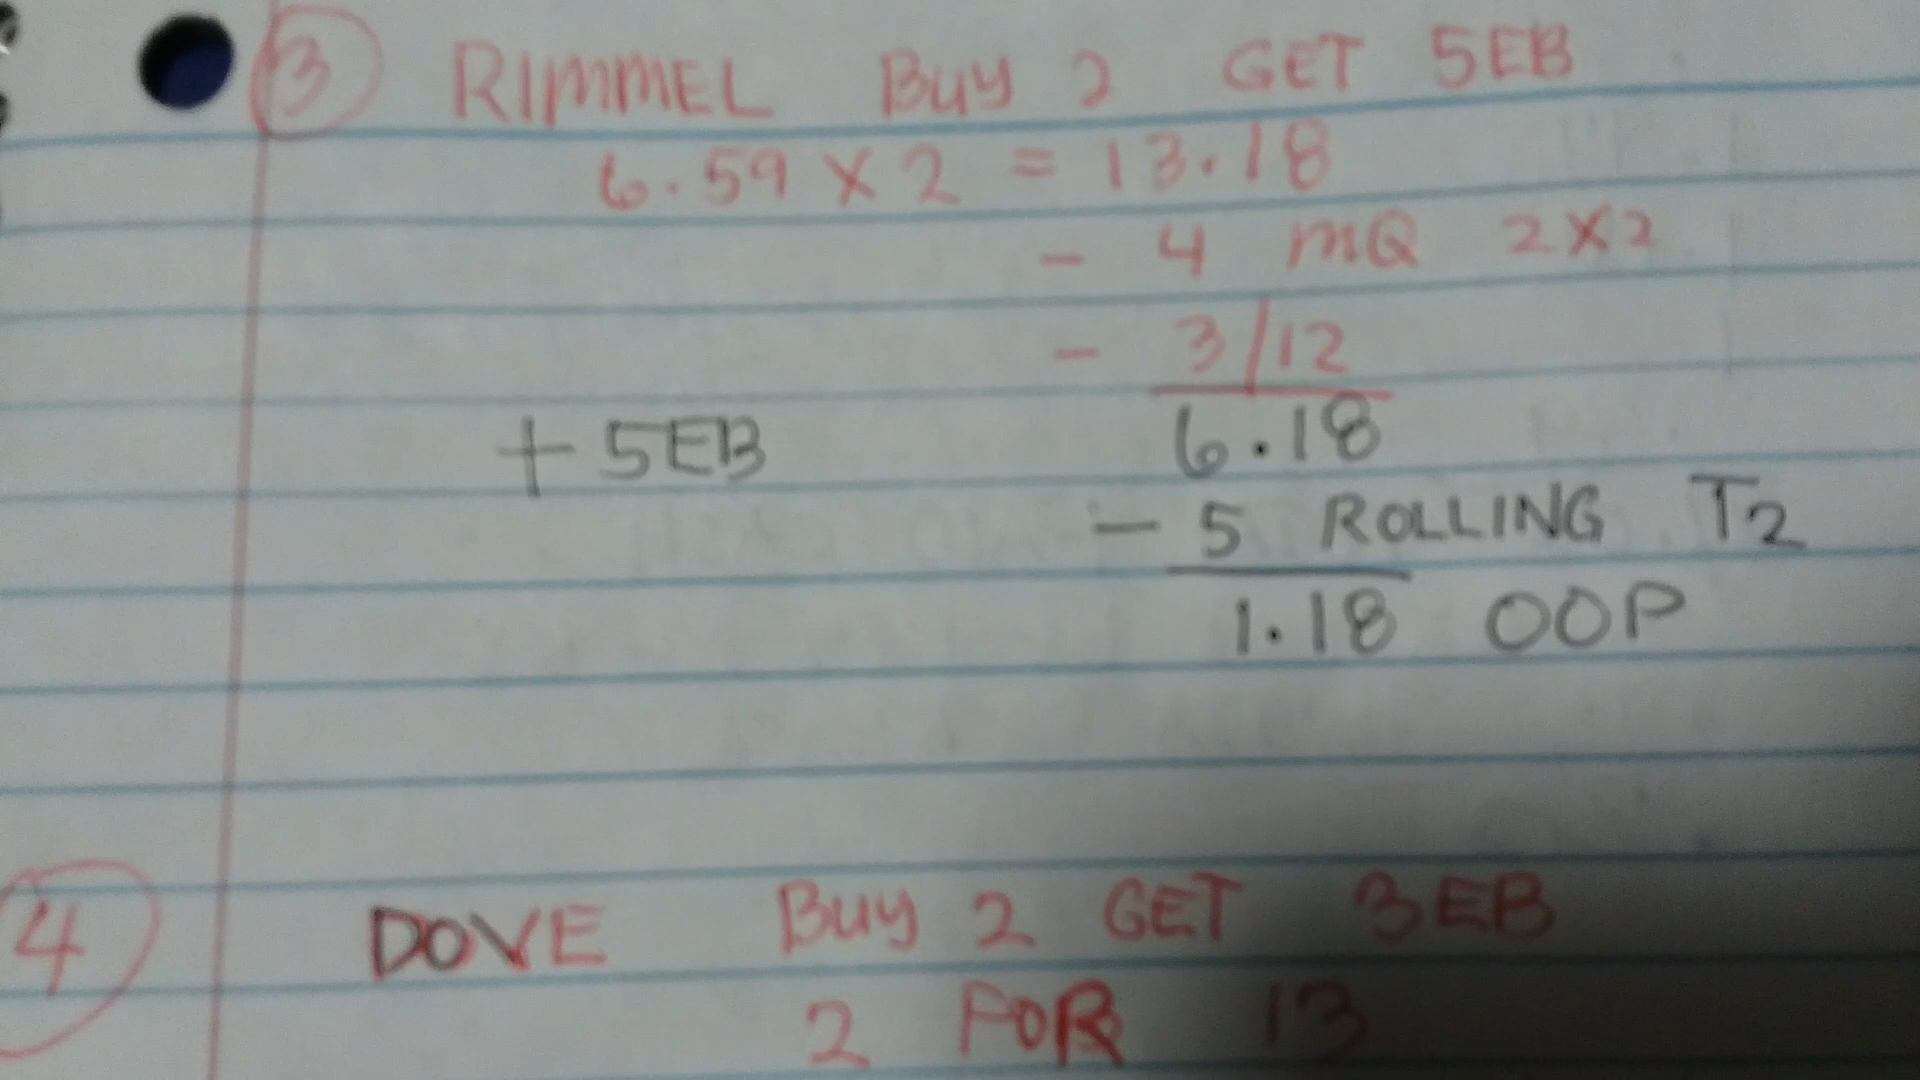 3 RIMMEL BUY 2 GET 5EB
6.59 X 2 = 13.18
- 4 MQ 2X2
- 3/12
+ 5EB 6.18
- 5 ROLLING T2
1.18 OOP
4 DOVE BUY 2 GET 3EB
2 FOR 13